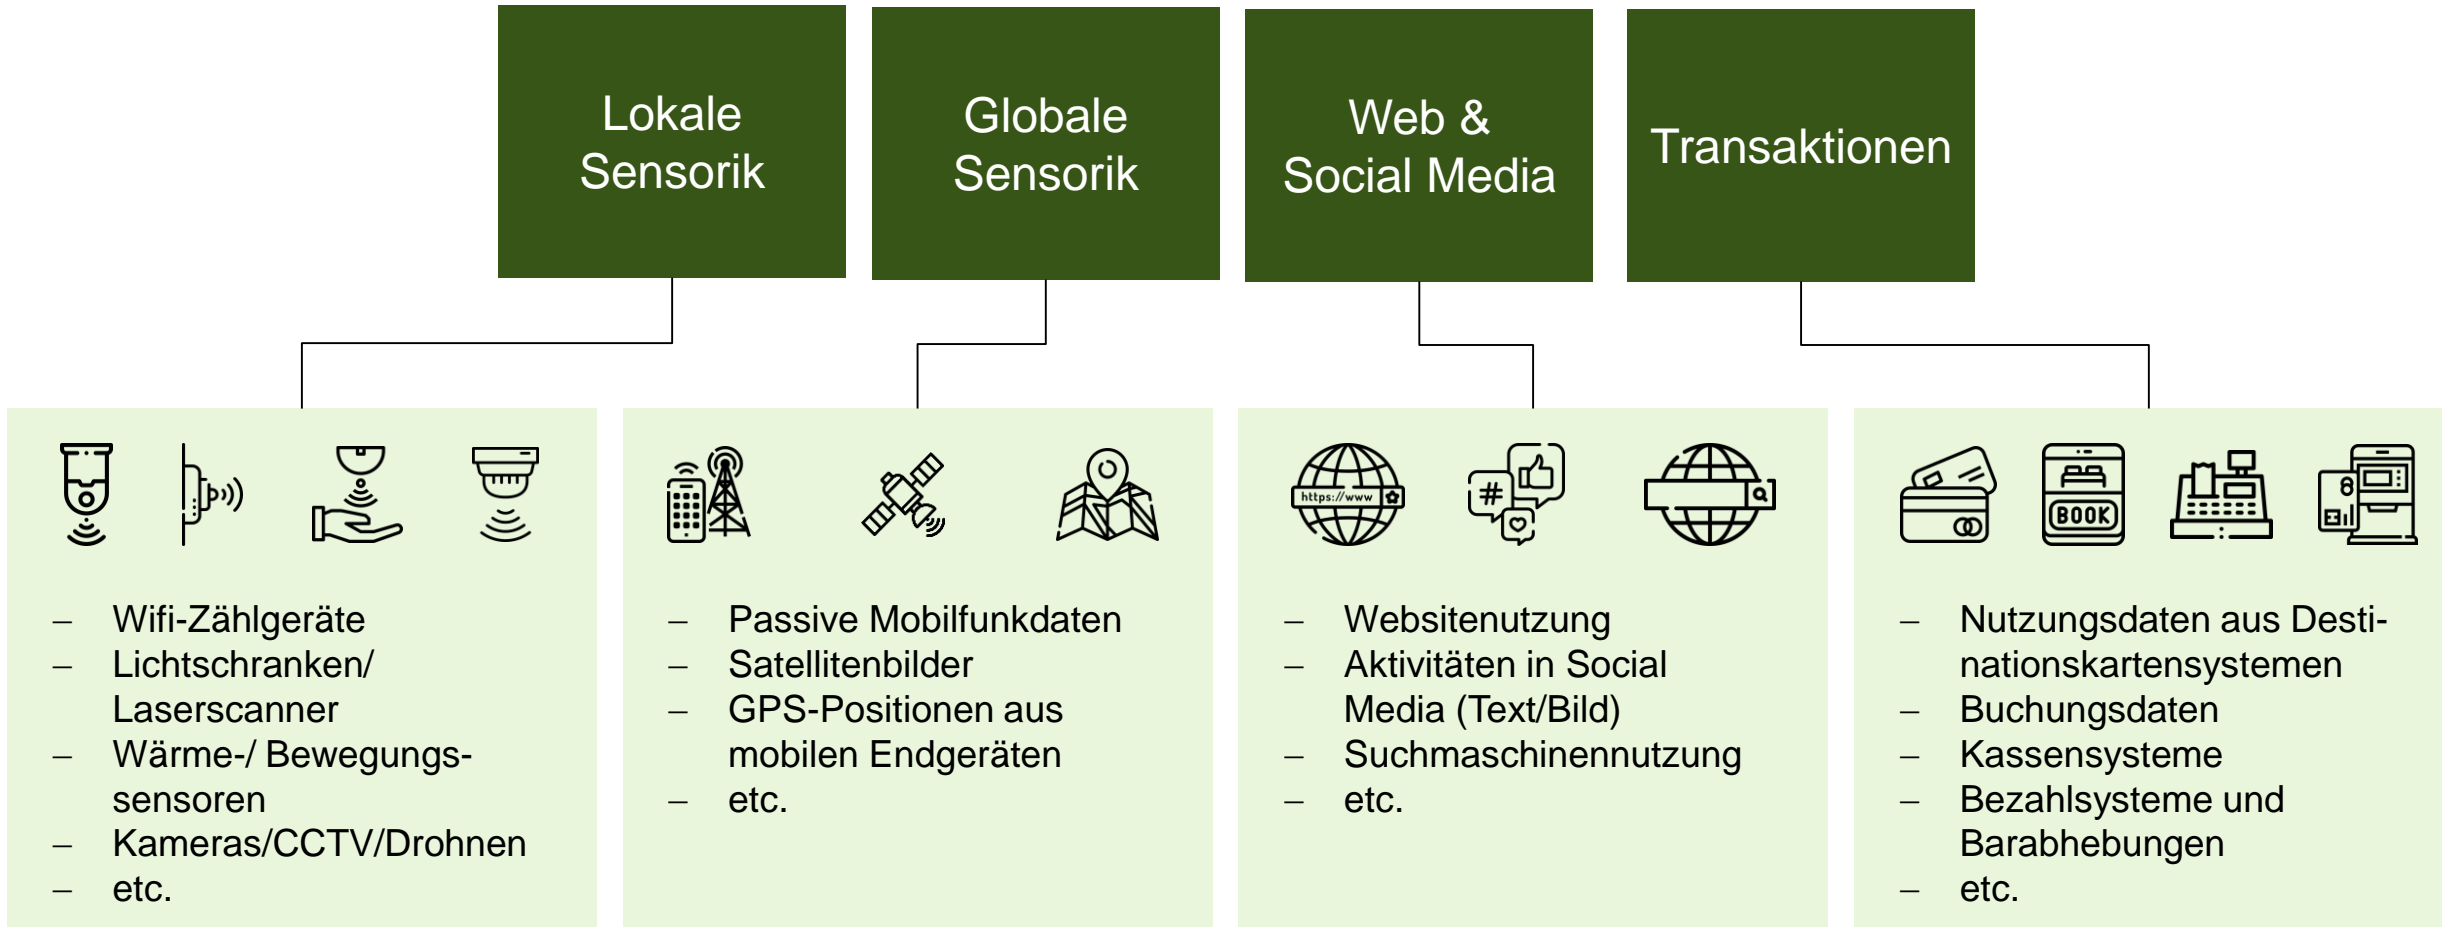 Lokale
Sensorik
Globale
Sensorik
Web &
Social Media
Transaktionen
– Wifi-Zählgeräte
– Lichtschranken/
Laserscanner
– Wärme-/ Bewegungs-
sensoren
– Kameras/CCTV/Drohnen
– etc.
– Passive Mobilfunkdaten
– Satellitenbilder
– GPS-Positionen aus
mobilen Endgeräten
– etc.
https://www
#
– Websitenutzung
– Aktivitäten in Social
Media (Text/Bild)
– Suchmaschinennutzung
– etc.
BOOK
– Nutzungsdaten aus Desti-
nationskartensystemen
– Buchungsdaten
– Kassensysteme
– Bezahlsysteme und
Barabhebungen
– etc.